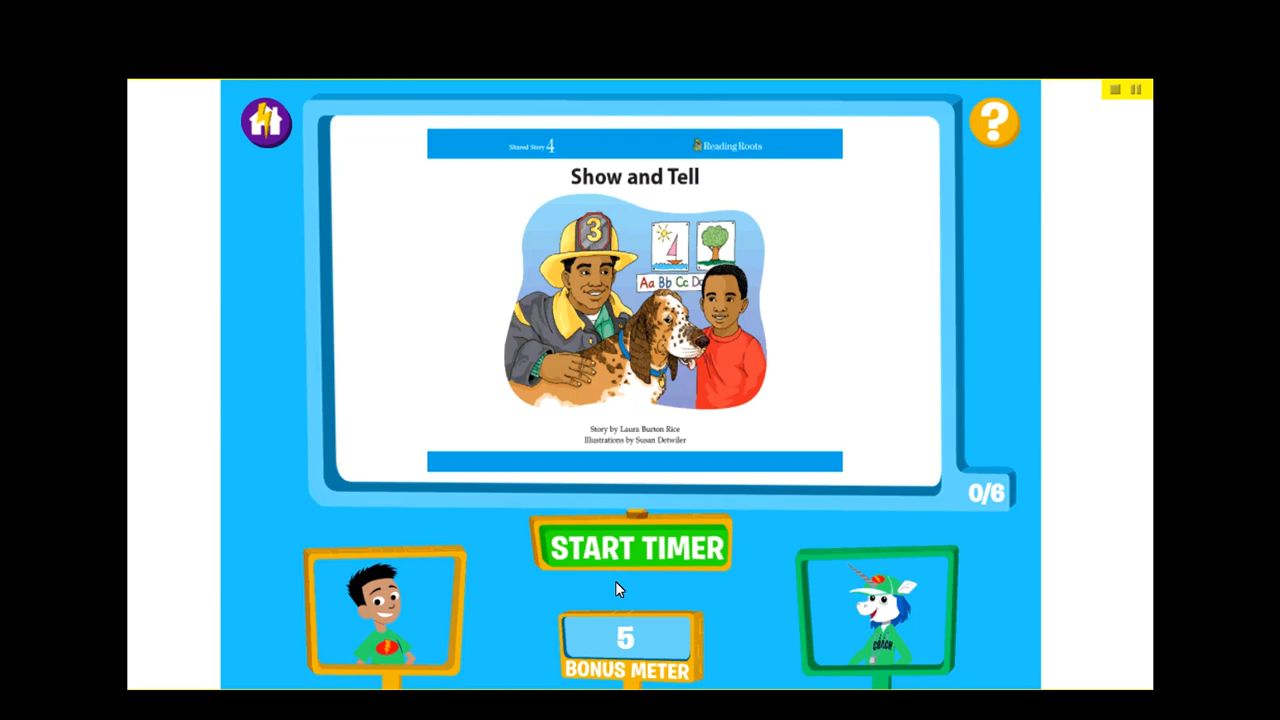 Shared Story 4
Reading Roots
Show and Tell
3
Aa Bb Cc D
Story by Laura Burton Rice
Illustrations by Susan Detwiler
?
0/6
START TIMER
5
BONUS METER
COACH